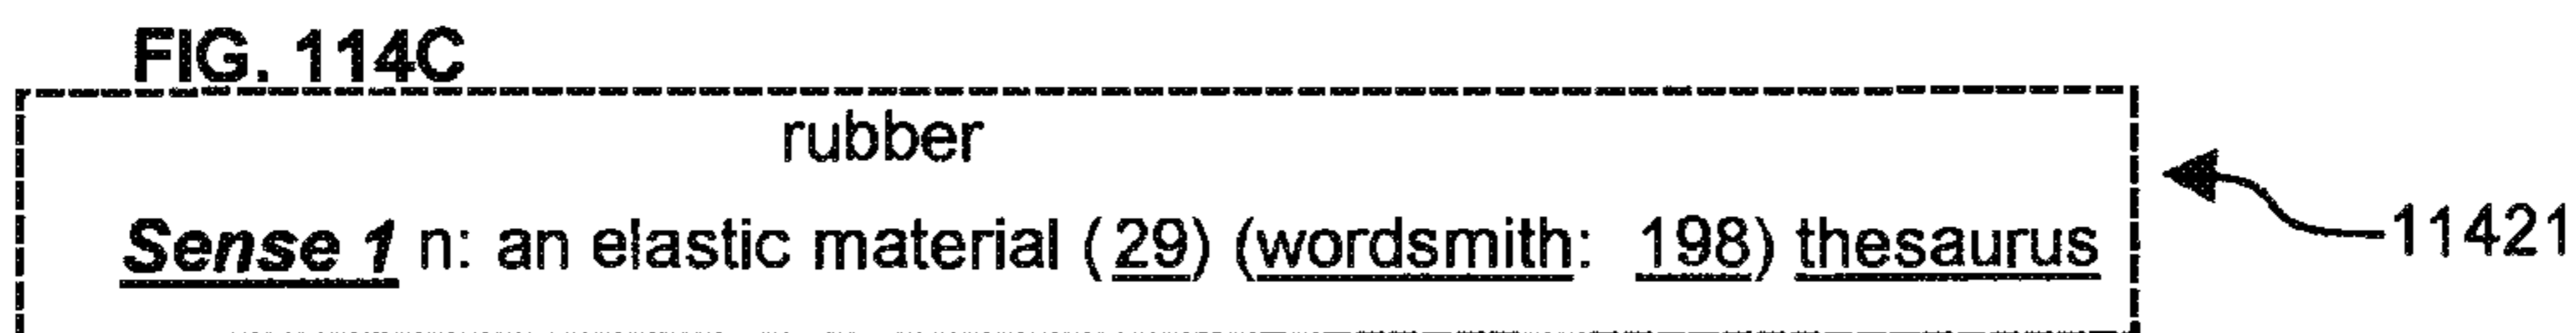 FIG. 114C
rubber
Sense 1 n: an elastic material (29) (wordsmith: 198) thesaurus
11421